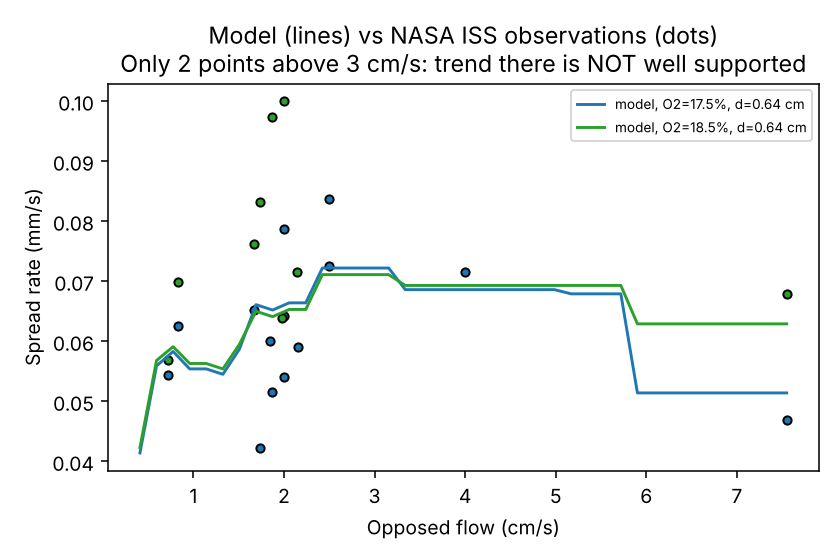 Model (lines) vs NASA ISS observations (dots)
Only 2 points above 3 cm/s: trend there is NOT well supported
model, O2=17.5%, d=0.64 cm
model, O2=18.5%, d=0.64 cm
Spread rate (mm/s)
0.10
0.09
0.08
0.07
0.06
0.05
0.04
1 2 3 4 5 6 7
Opposed flow (cm/s)